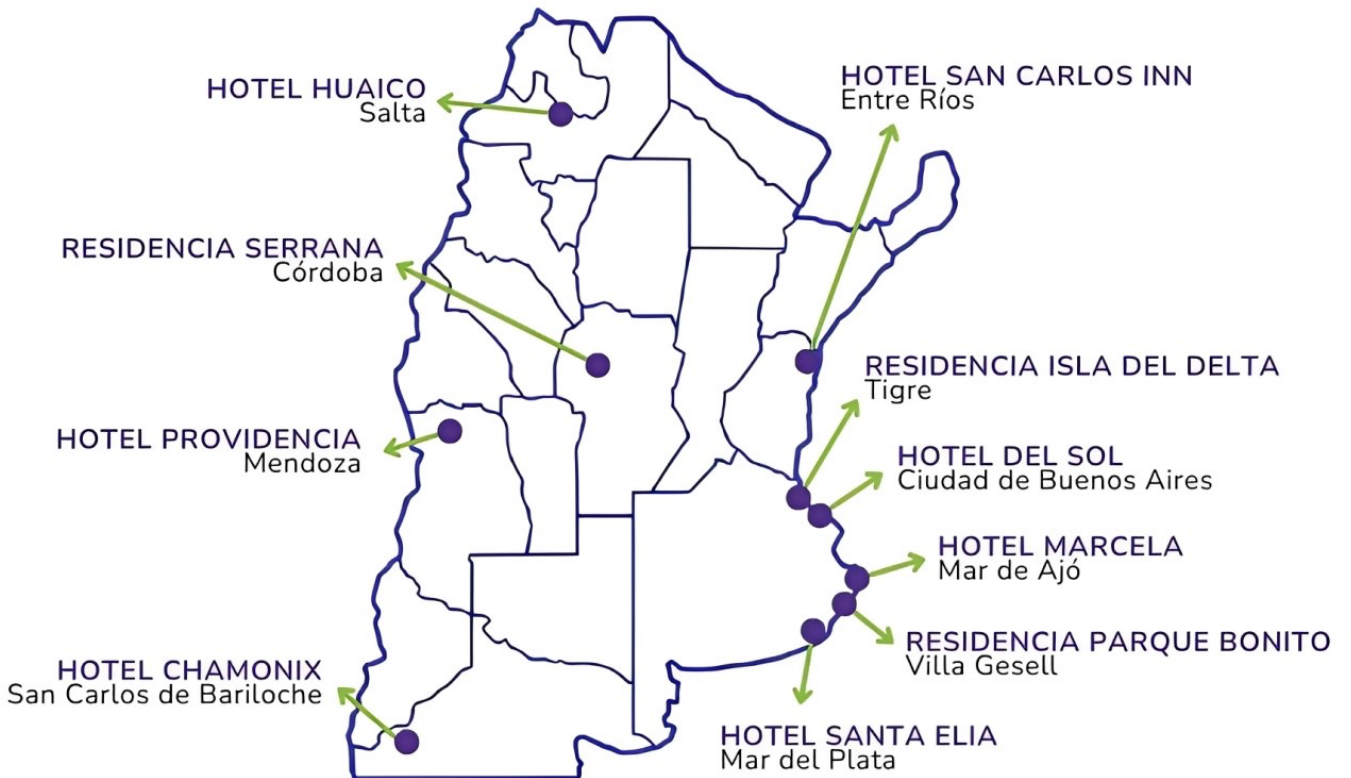 HOTEL HUAICO
Salta
HOTEL SAN CARLOS INN
Entre Ríos
RESIDENCIA SERRANA
Córdoba
RESIDENCIA ISLA DEL DELTA
Tigre
HOTEL PROVIDENCIA
Mendoza
HOTEL DEL SOL
Ciudad de Buenos Aires
HOTEL MARCELA
Mar de Ajó
RESIDENCIA PARQUE BONITO
Villa Gesell
HOTEL CHAMONIX
San Carlos de Bariloche
HOTEL SANTA ELIA
Mar del Plata